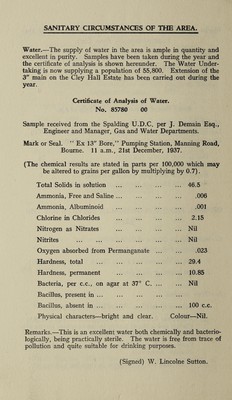 SANITARY CIRCUMSTANCES OF THE AREA.
Water.—The supply of water in the area is ample in quantity and
excellent in purity. Samples have been taken during the year and
the certificate of analysis is shown hereunder. The Water Under-
taking is now supplying a population of 55,800. Extension of the
3" main on the Cley Hall Estate has been carried out during the
year.
Certificate of Analysis of Water.
No. 85780 00
Sample received from the Spalding U.D.C. per J. Demain Esq.,
Engineer and Manager, Gas and Water Departments.
Mark or Seal. " Ex 13" Bore," Pumping Station, Manning Road,
Bourne. 11 a.m., 21st December, 1937.
(The chemical results are stated in parts per 100,000 which may
be altered to grains per gallon by multiplying by 0.7).
Total Solids in solution ... ... ... ... 46.5
Ammonia, Free and Saline ... ... ... ... .006
Ammonia, Albuminoid ... ... ... ... .001
Chlorine in Chlorides ... ... ... ... 2.15
Nitrogen as Nitrates ... ... ... ... Nil
Nitrites ... ... ... ... ... Nil
Oxygen absorbed from Permanganate ... ... .023
Hardness, total ... ... ... ... ... 29.4
Hardness, permanent ... ... ... ... 10.85
Bacteria, per c.c., on agar at 37° C. ... ... Nil
Bacillus, present in ... ... ... ...
Bacillus, absent in ... ... ... ... ... 100 c.c.
Physical characters—bright and clear. Colour—Nil.
Remarks.—This is an excellent water both chemically and bacterio-
logically, being practically sterile. The water is free from trace of
pollution and quite suitable for drinking purposes.
(Signed) W. Lincolne Sutton.